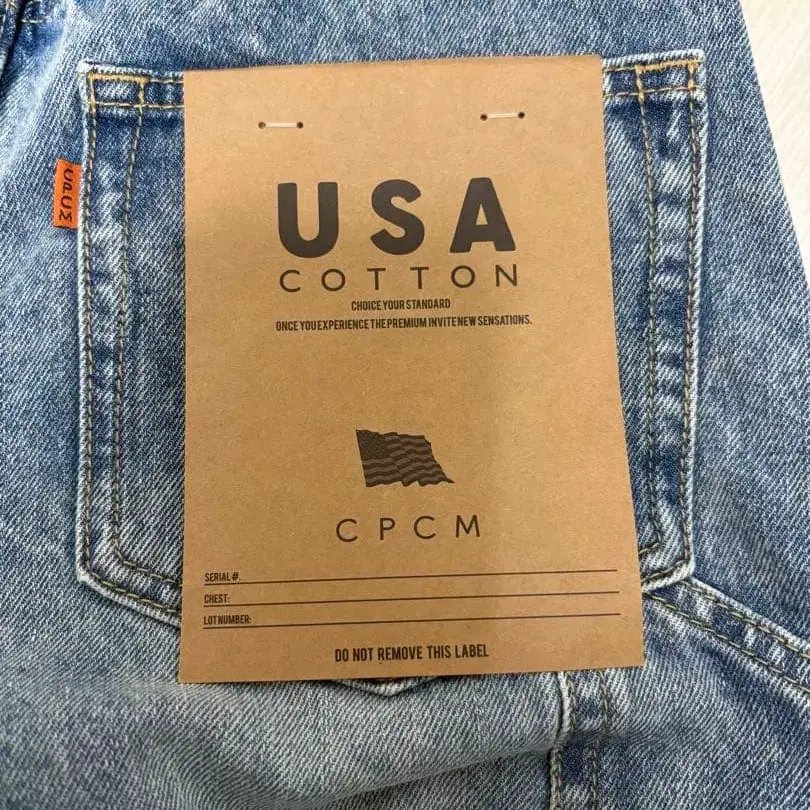 USA
COTTON
CHOICE YOUR STANDARD
ONCE YOU EXPERIENCE THE PREMIUM INVITE NEW SENSATIONS.
CPCM
SERIAL #.
CHEST:
LOT NUMBER:
DO NOT REMOVE THIS LABEL